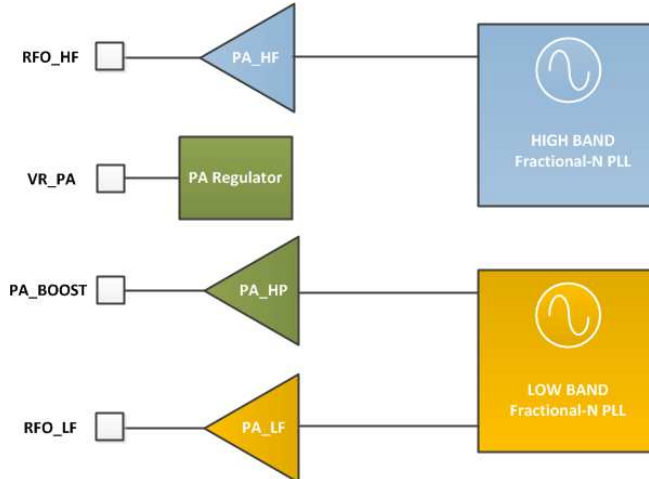 RFO_HF
PA_HF
HIGH BAND
Fractional-N PLL
VR_PA
PA Regulator
PA_BOOST
PA_HP
RFO_LF
PA_LF
LOW BAND
Fractional-N PLL